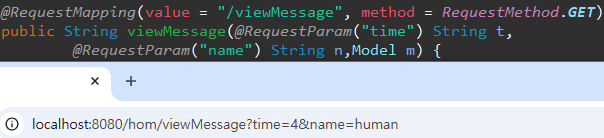 @RequestMapping(value = "/viewMessage", method = RequestMethod.GET)
public String viewMessage(@RequestParam("time") String t,
@RequestParam("name") String n,Model m) {
localhost:8080/hom/viewMessage?time=4&name=human